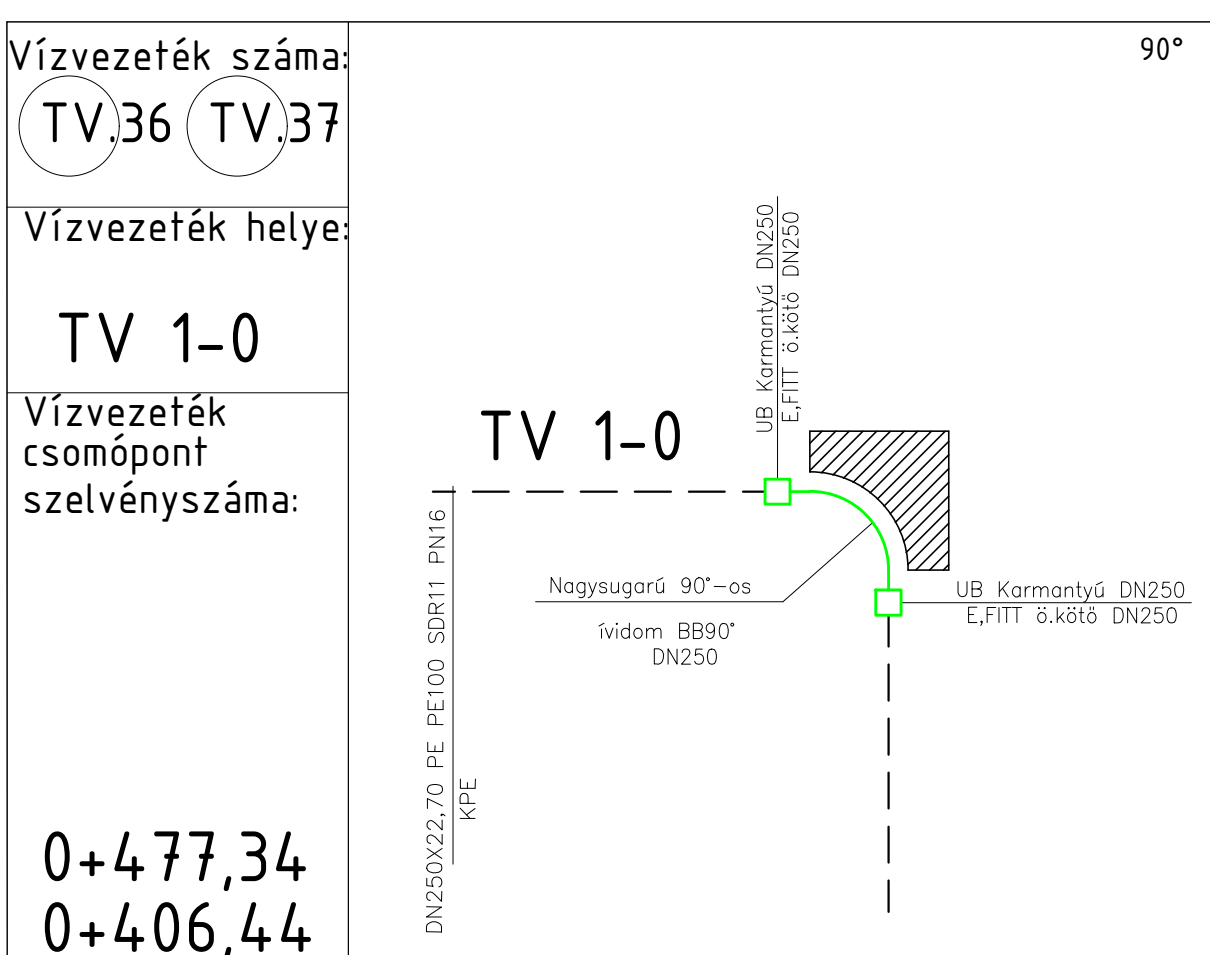 Vízvezeték száma:
TV.36 TV.37
Vízvezeték helye:
TV 1-0
Vízvezeték
csomópont
szelvényszáma:
0+477,34
0+406,44
90°
UB Karmantyú DN250
E,FITT ö.kötő DN250
TV 1-0
Nagysugarú 90°-os
ívidom BB90°
DN250
UB Karmantyú DN250
E,FITT ö.kötő DN250
DN250X22,70 PE PE100 SDR11 PN16
KPE